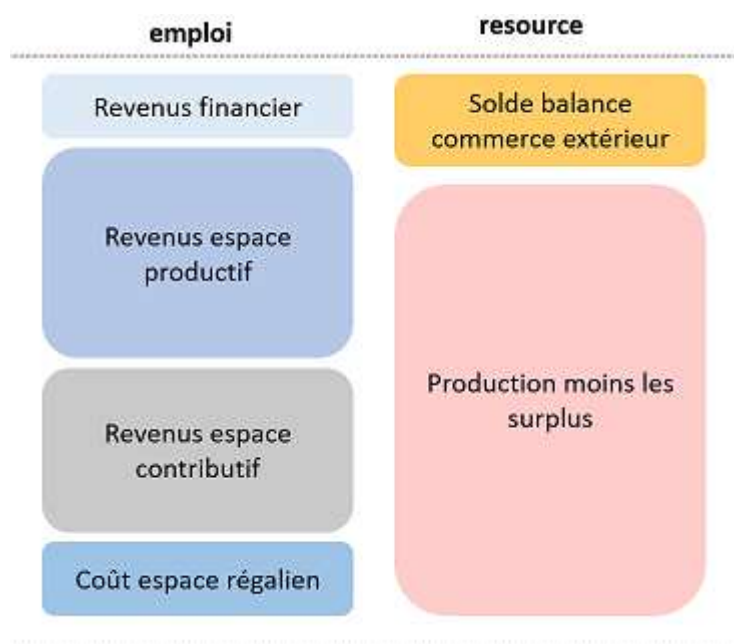 emploi
resource
Revenus financier
Revenus espace
productif
Revenus espace
contributif
Coût espace régalien
Solde balance
commerce extérieur
Production moins les
surplus